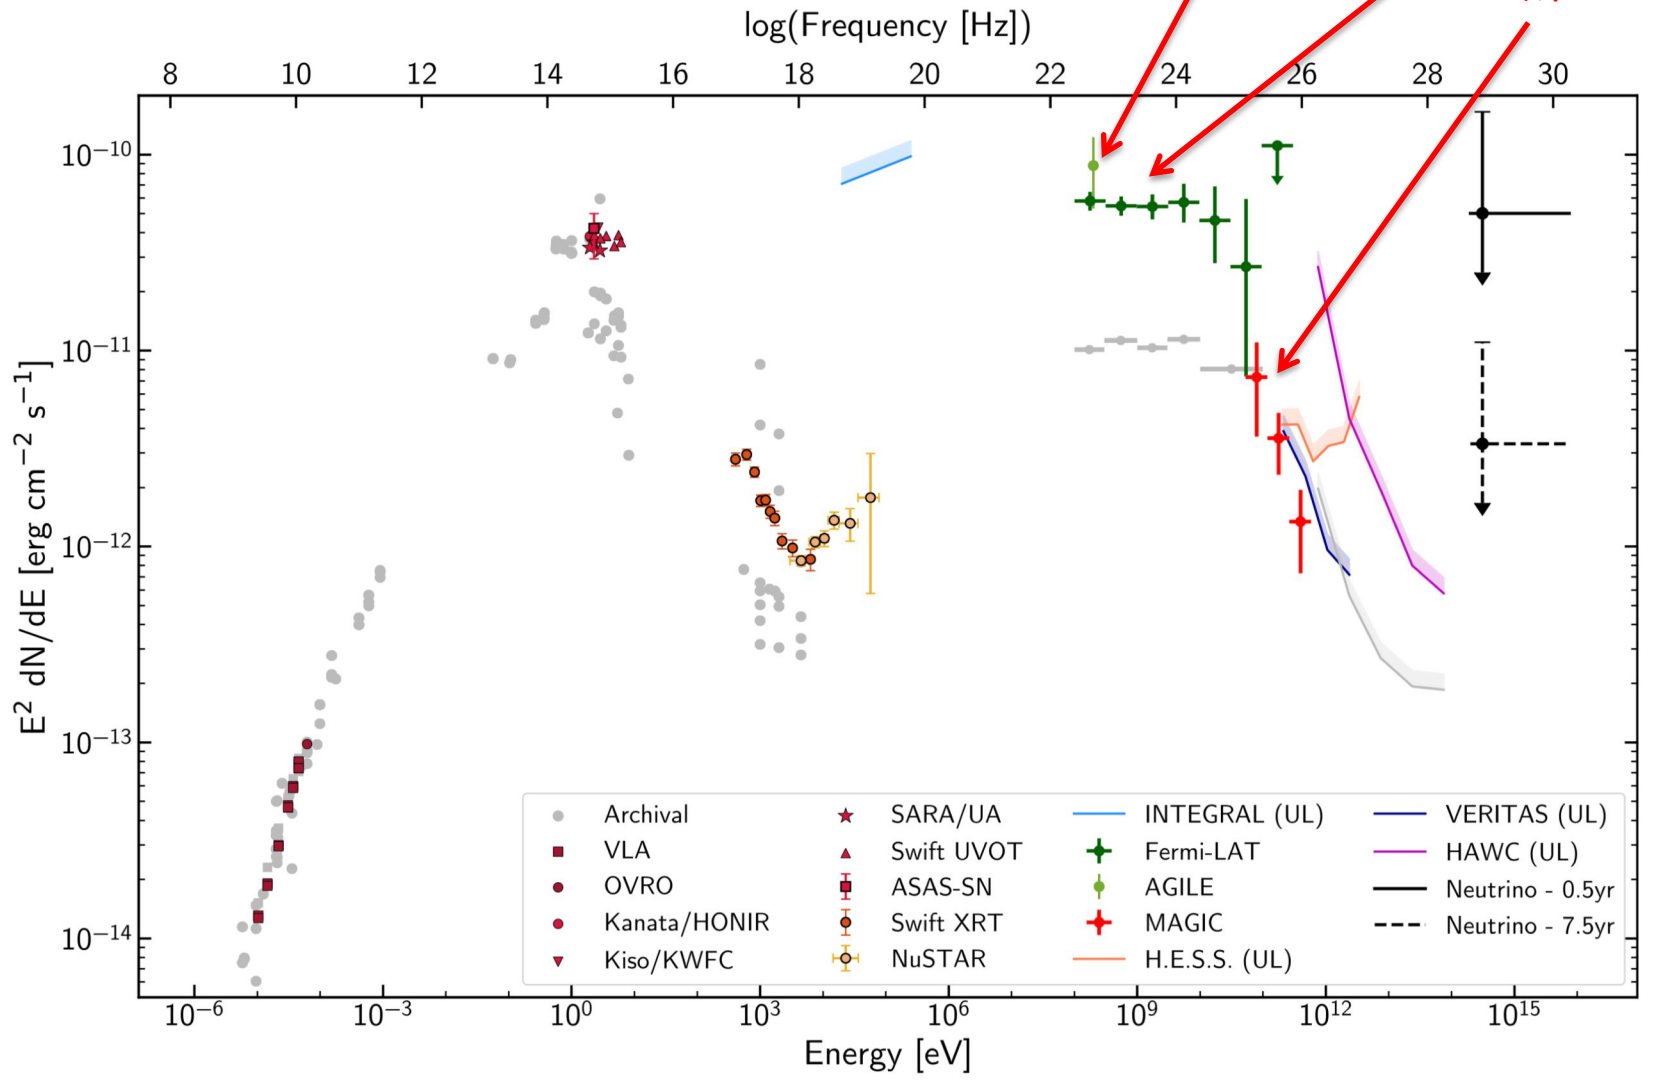 log(Frequency [Hz])
8 10 12 14 16 18 20 22 24 26 28 30
10⁻¹⁰
10⁻¹¹
10⁻¹²
10⁻¹³
10⁻¹⁴
E² dN/dE [erg cm⁻² s⁻¹]
Archival SARA/UA INTEGRAL (UL) VERITAS (UL)
VLA Swift UVOT Fermi-LAT HAWC (UL)
OVRO ASAS-SN AGILE Neutrino - 0.5yr
Kanata/HONIR Swift XRT MAGIC Neutrino - 7.5yr
Kiso/KWFC NuSTAR H.E.S.S. (UL)
10⁻⁶ 10⁻³ 10⁰ 10³ 10⁶ 10⁹ 10¹² 10¹⁵
Energy [eV]